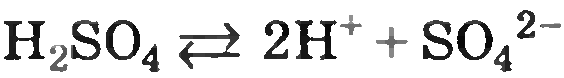 H₂SO₄ ⇄ 2H⁺ + SO₄²⁻